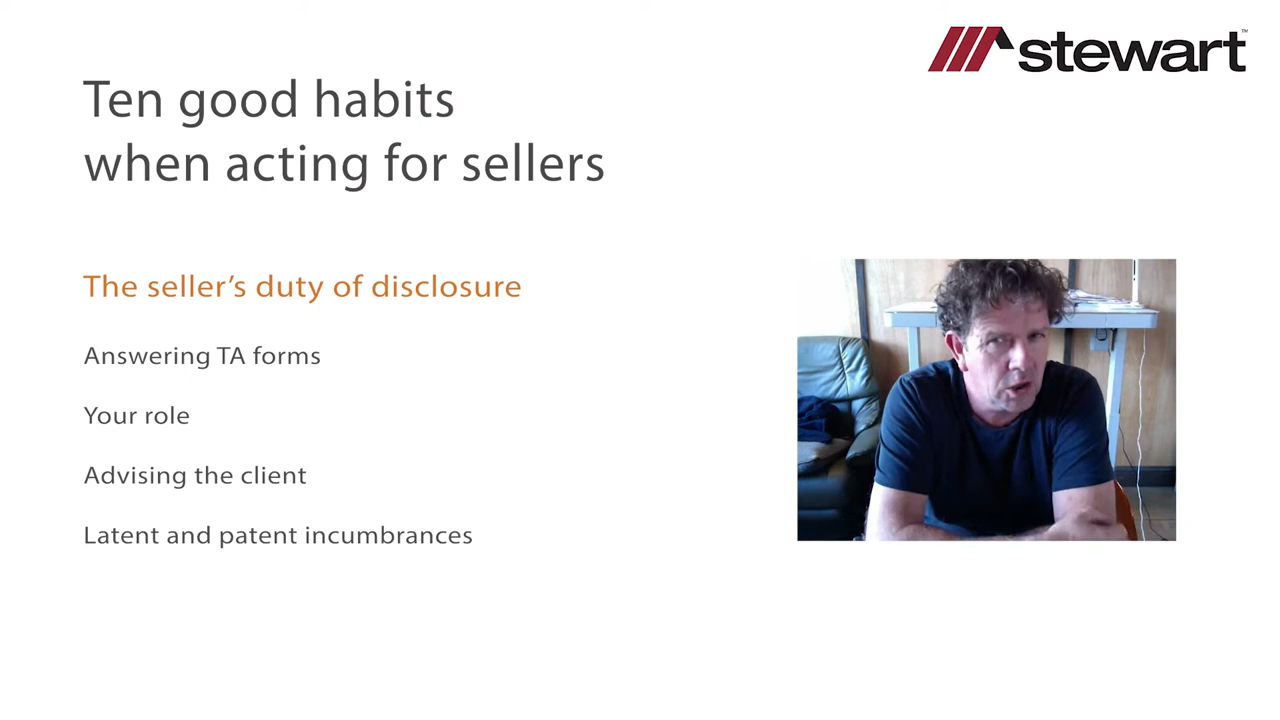 stewart™
Ten good habits
when acting for sellers
The seller’s duty of disclosure
Answering TA forms
Your role
Advising the client
Latent and patent incumbrances